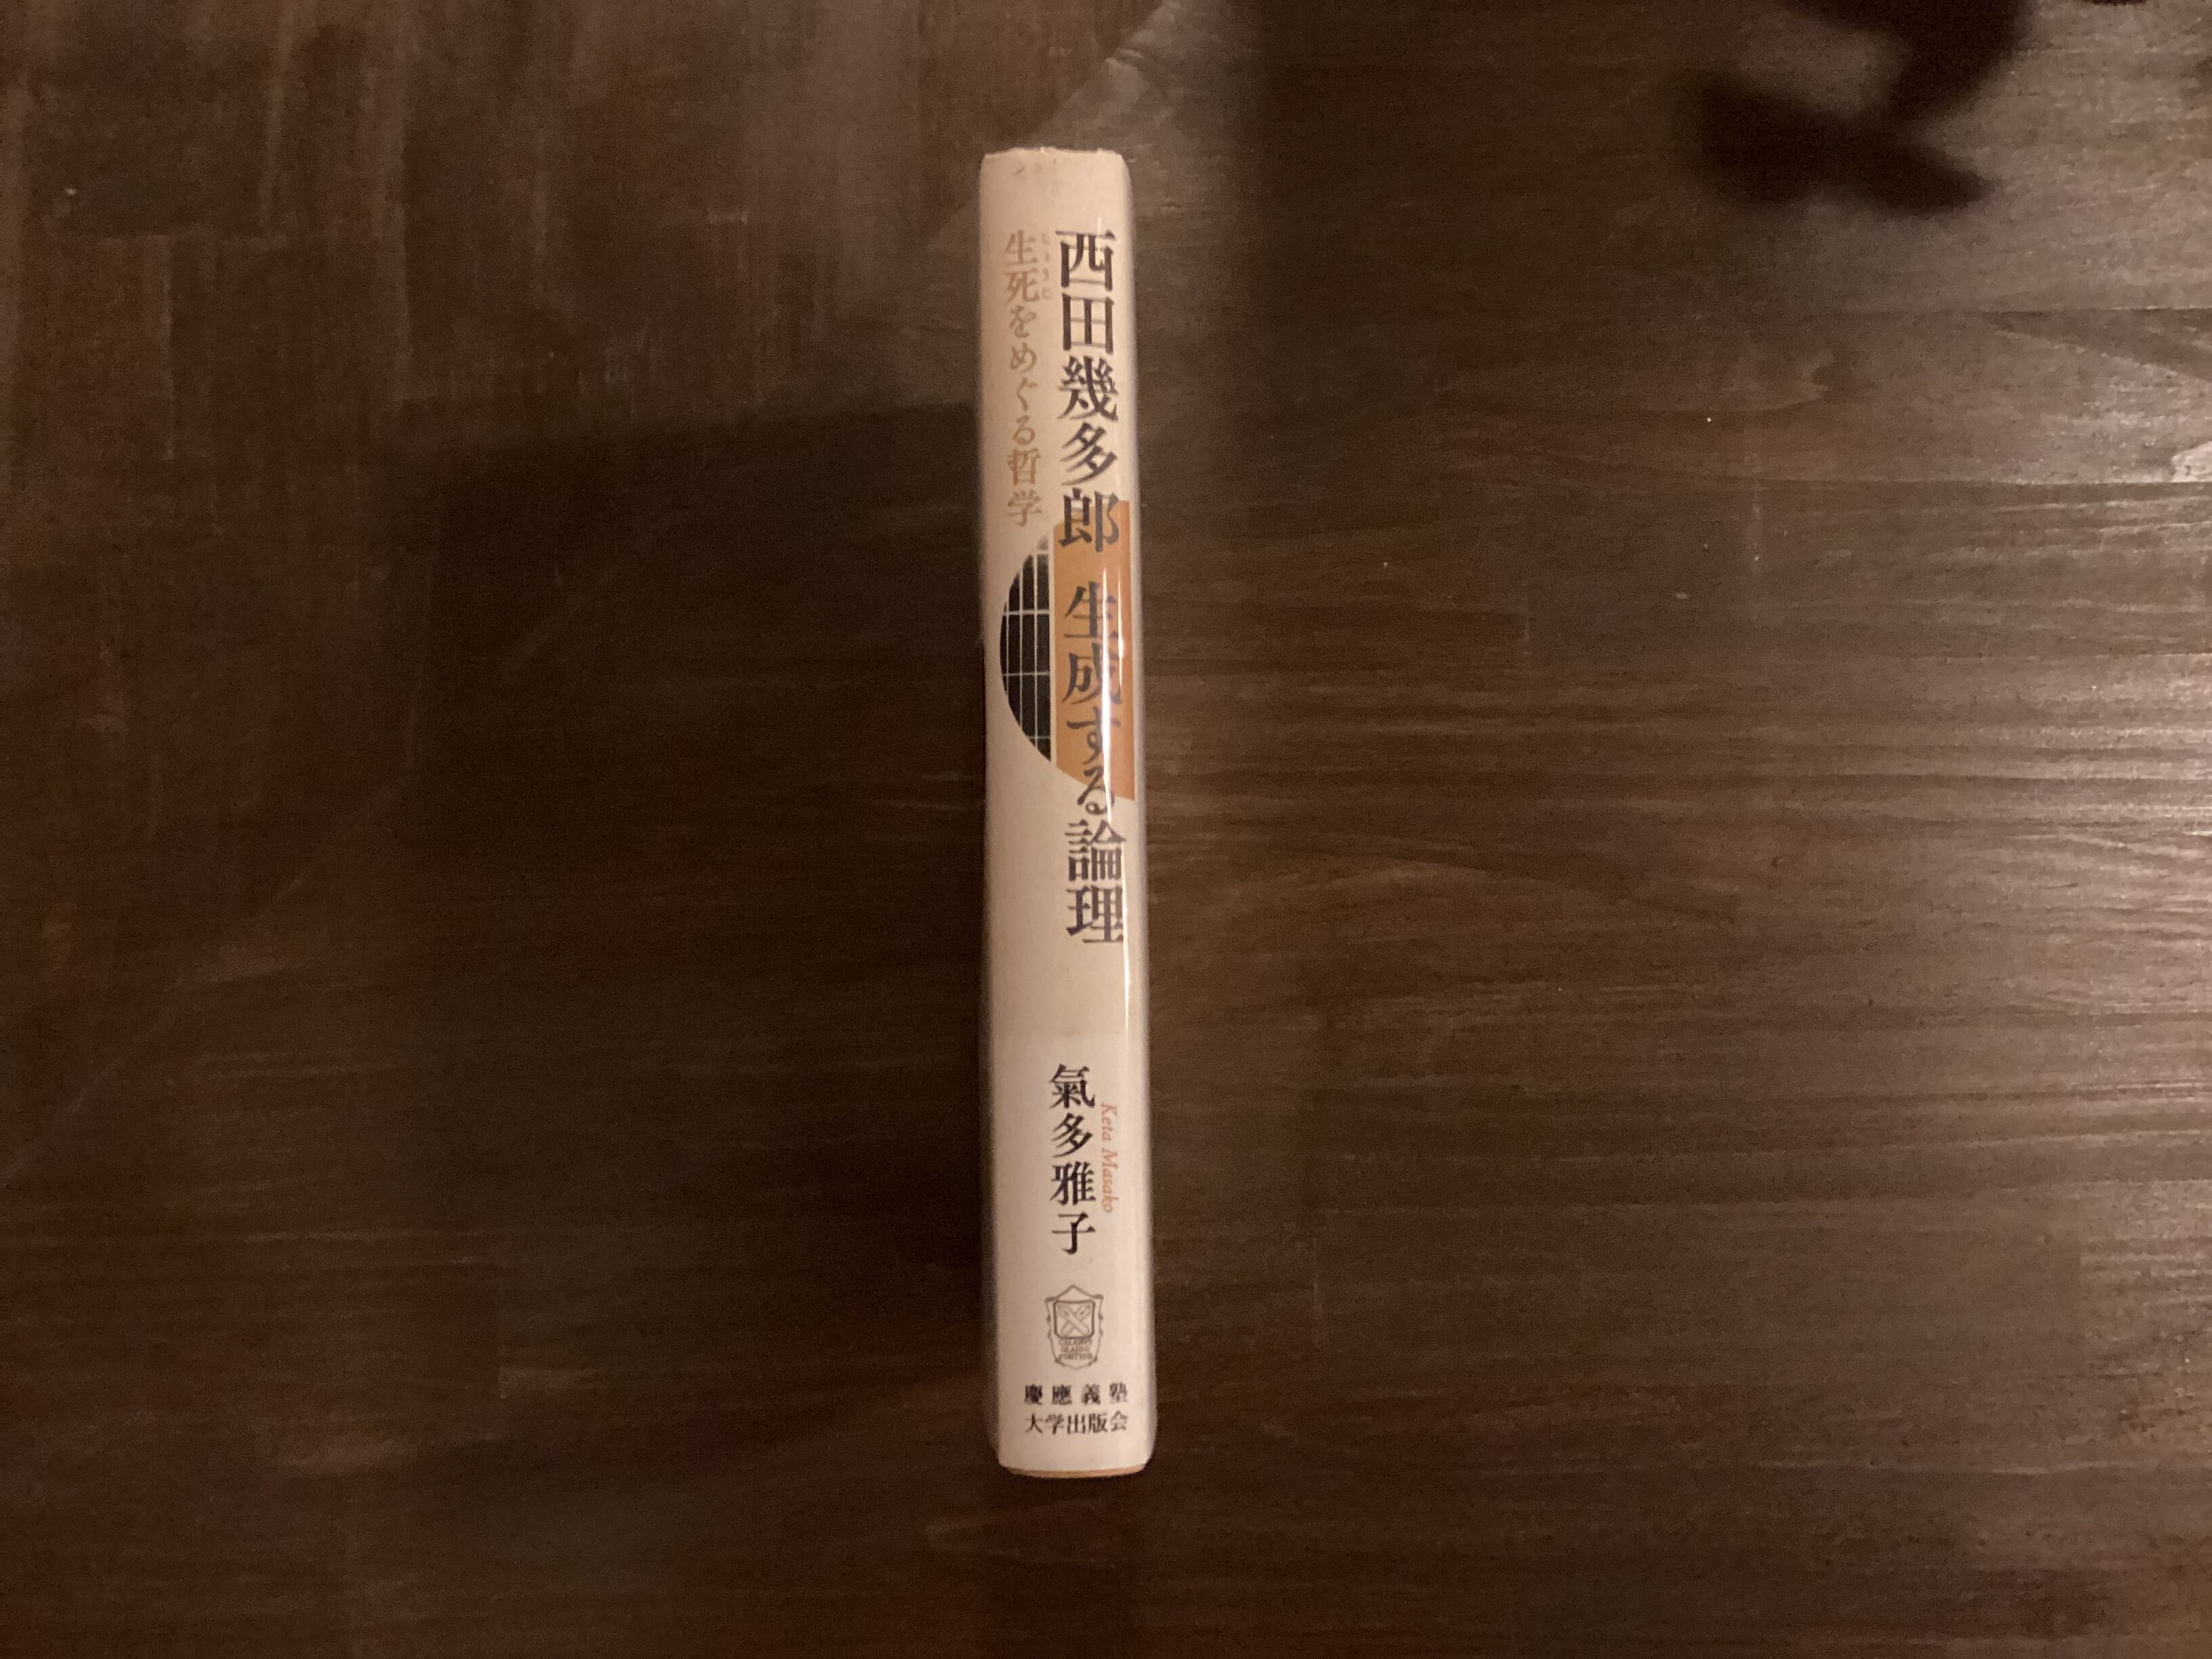 西田幾多郎 生成する論理
しょうじ
生死をめぐる哲学
氣多雅子
Keta Masako
慶應義塾
大学出版会